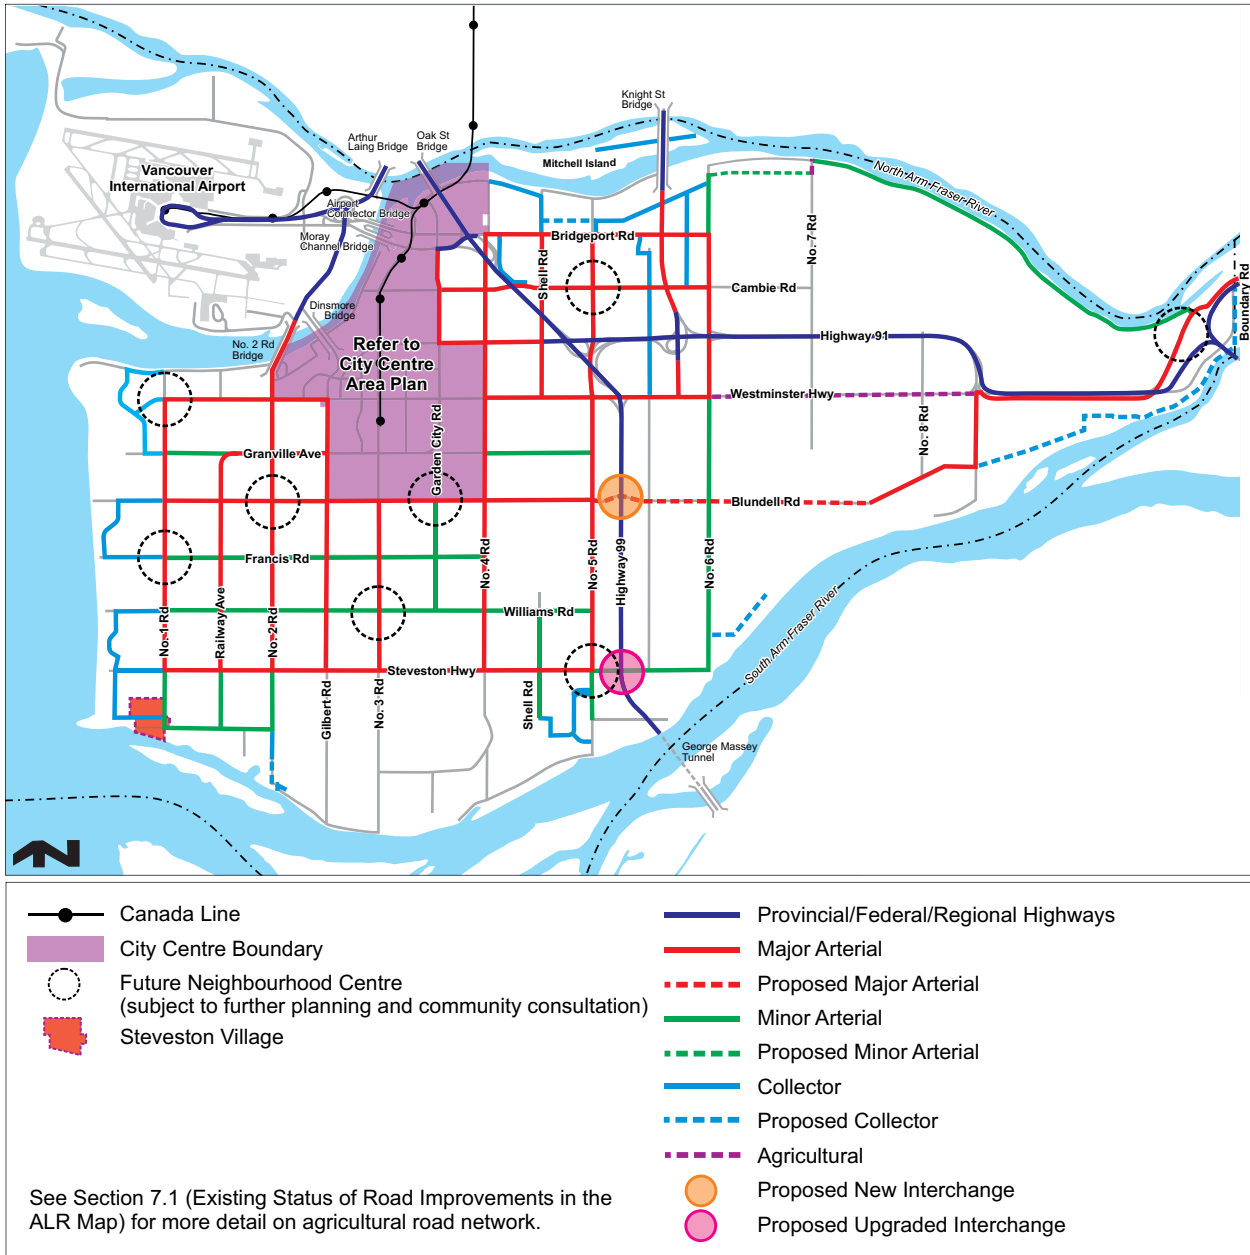 Knight St
Bridge
Arthur
Laing Bridge
Oak St
Bridge
Mitchell Island
Vancouver
International Airport
North Arm Fraser River
Airport
Connector Bridge
Moray
Channel Bridge
Bridgeport Rd
No. 7 Rd
Shell Rd
Cambie Rd
Boundary Rd
Dinsmore
Bridge
No. 2 Rd
Bridge
Refer to
City Centre
Area Plan
Highway 91
Westminster Hwy
Garden City Rd
No. 8 Rd
Granville Ave
Blundell Rd
Francis Rd
No. 4 Rd
No. 5 Rd
Highway 99
No. 6 Rd
No. 1 Rd
Railway Ave
No. 2 Rd
Williams Rd
South Arm Fraser River
Steveston Hwy
Gilbert Rd
No. 3 Rd
Shell Rd
George Massey
Tunnel
N
Canada Line
City Centre Boundary
Future Neighbourhood Centre
(subject to further planning and community consultation)
Steveston Village
See Section 7.1 (Existing Status of Road Improvements in the
ALR Map) for more detail on agricultural road network.
Provincial/Federal/Regional Highways
Major Arterial
Proposed Major Arterial
Minor Arterial
Proposed Minor Arterial
Collector
Proposed Collector
Agricultural
Proposed New Interchange
Proposed Upgraded Interchange